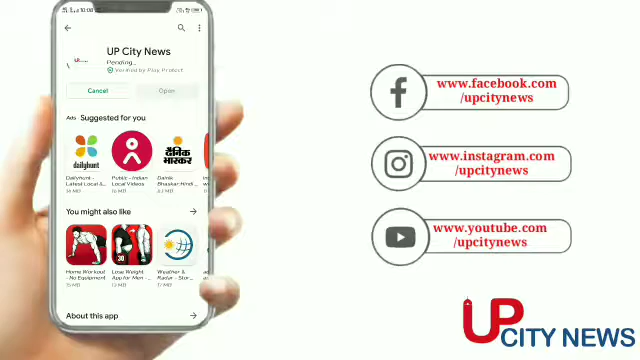 10:08
UP City News
Pending...
Verified by Play Protect
Cancel
Open
Ads Suggested for you
dailyhunt
दैनिक
भास्कर
Dailyhunt -
Latest Local &...
Public - Indian
Local Videos
Dainik
Bhaskar:Hindi...
You might also like
30
Home Workout
- No Equipment
Lose Weight
App for Men -...
Weather &
Radar - Stor...
About this app
www.facebook.com
/upcitynews
www.instagram.com
/upcitynews
www.youtube.com
/upcitynews
UP
CITY NEWS